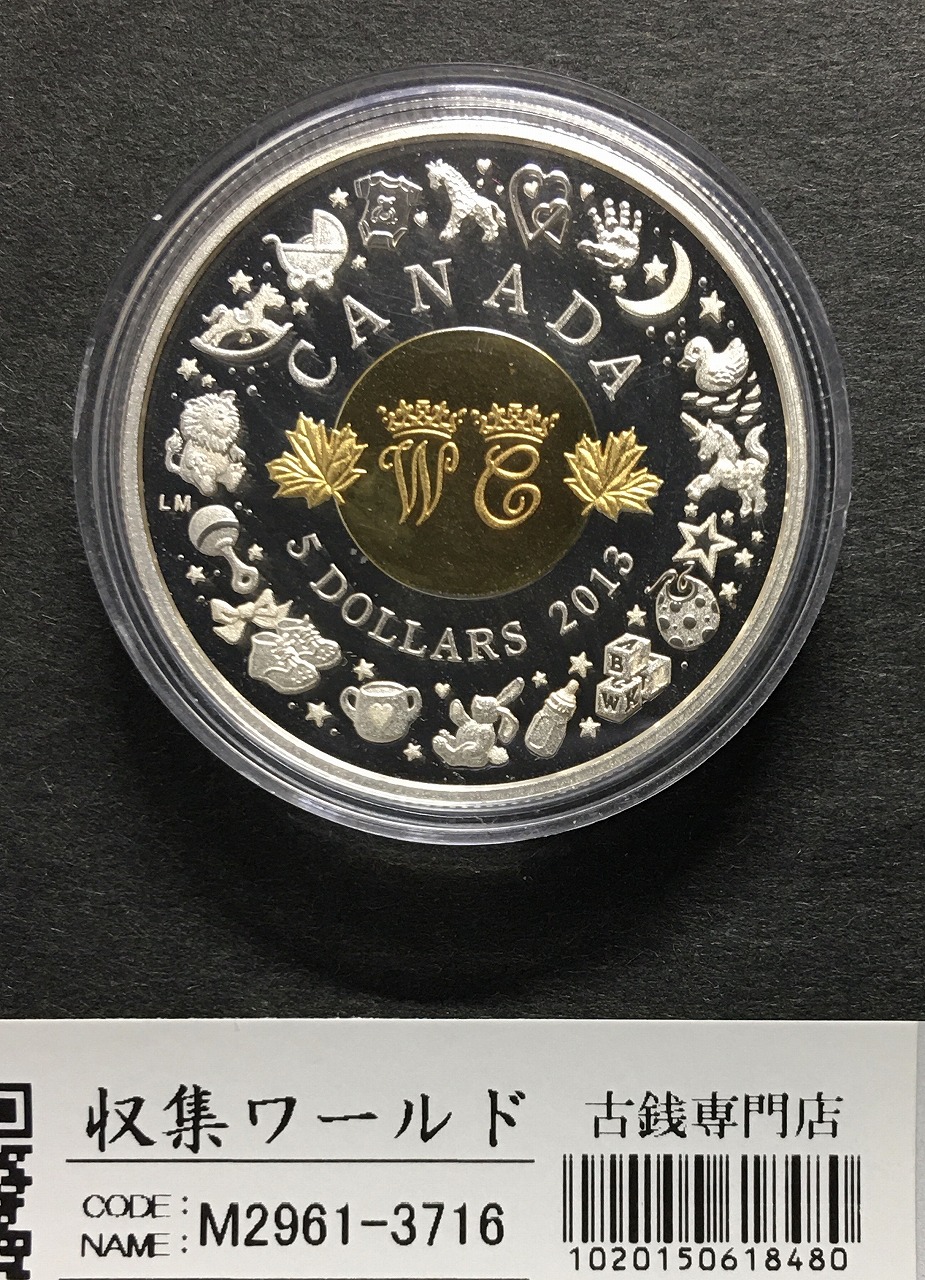 CANADA
W C
LM
5 DOLLARS 2013
B
WK
収集ワールド
古銭専門店
CODE:
NAME:
M2961-3716
1020150618480